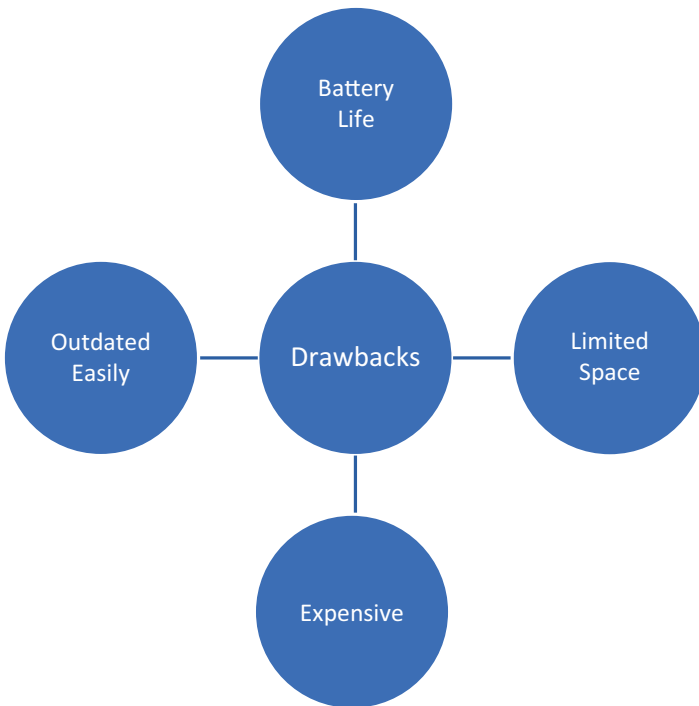 Battery
Life
Outdated
Easily
Drawbacks
Limited
Space
Expensive